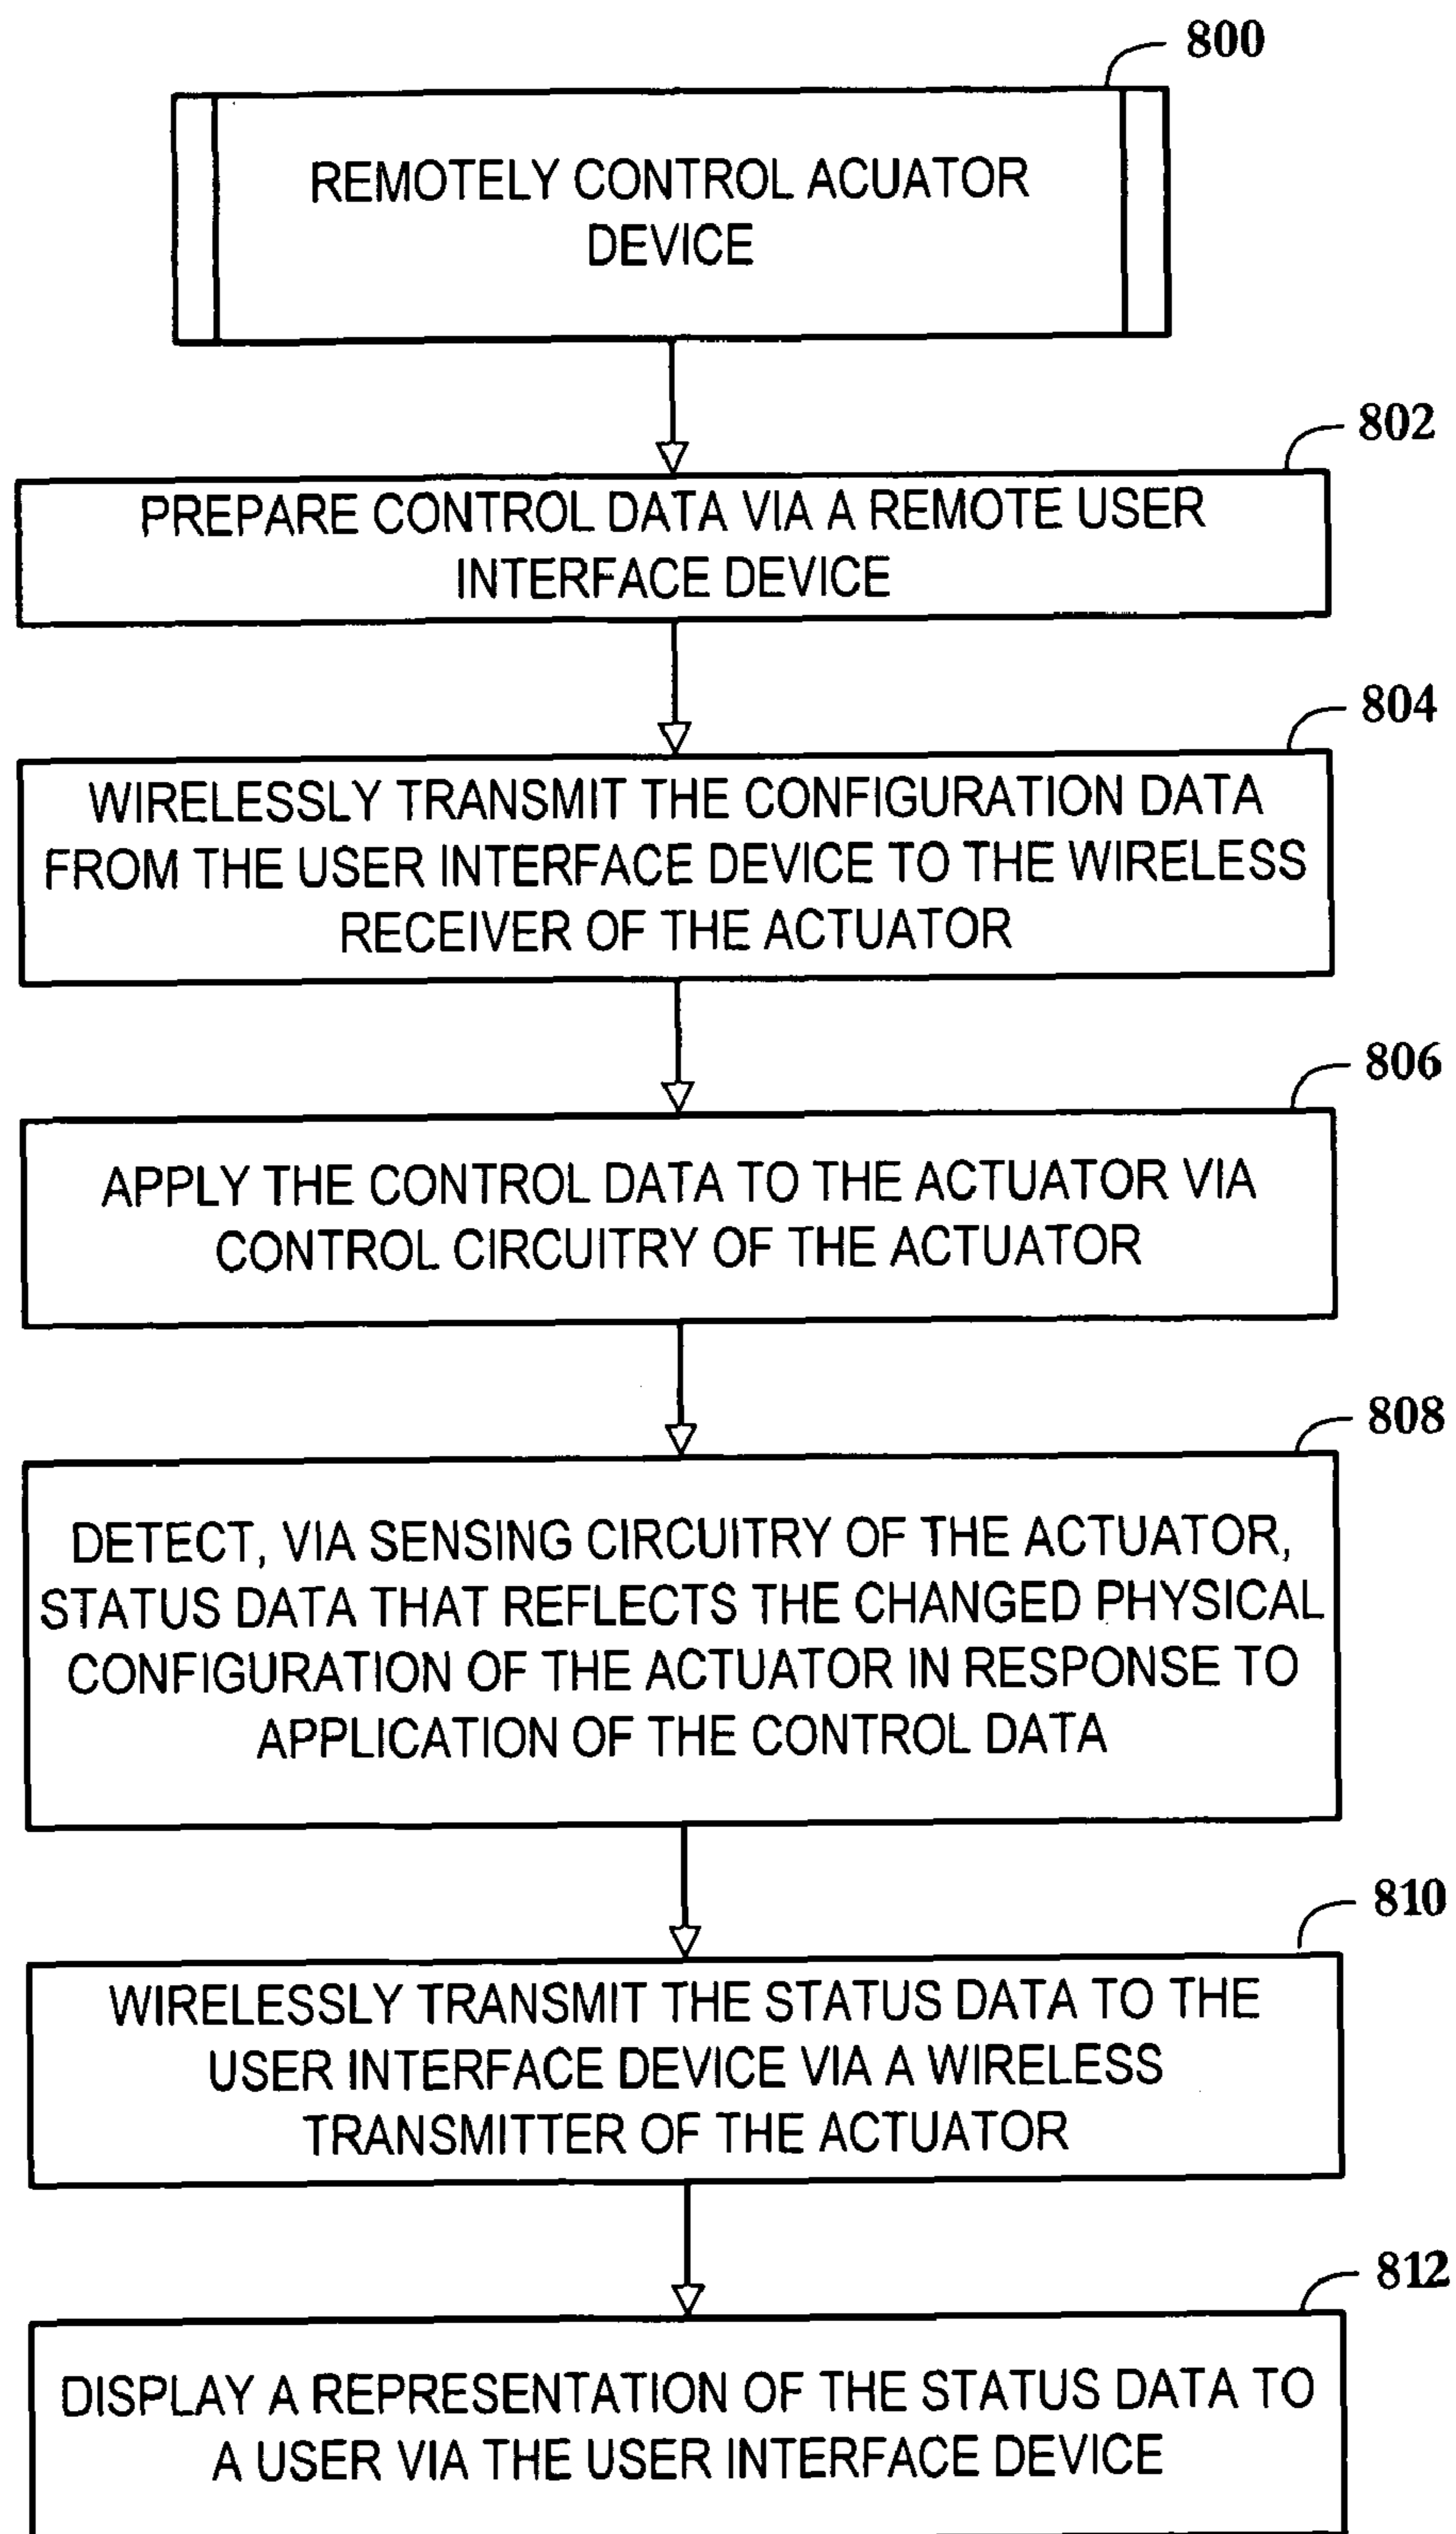 800
REMOTELY CONTROL ACUATOR
DEVICE
802
PREPARE CONTROL DATA VIA A REMOTE USER
INTERFACE DEVICE
804
WIRELESSLY TRANSMIT THE CONFIGURATION DATA
FROM THE USER INTERFACE DEVICE TO THE WIRELESS
RECEIVER OF THE ACTUATOR
806
APPLY THE CONTROL DATA TO THE ACTUATOR VIA
CONTROL CIRCUITRY OF THE ACTUATOR
808
DETECT, VIA SENSING CIRCUITRY OF THE ACTUATOR,
STATUS DATA THAT REFLECTS THE CHANGED PHYSICAL
CONFIGURATION OF THE ACTUATOR IN RESPONSE TO
APPLICATION OF THE CONTROL DATA
810
WIRELESSLY TRANSMIT THE STATUS DATA TO THE
USER INTERFACE DEVICE VIA A WIRELESS
TRANSMITTER OF THE ACTUATOR
812
DISPLAY A REPRESENTATION OF THE STATUS DATA TO
A USER VIA THE USER INTERFACE DEVICE